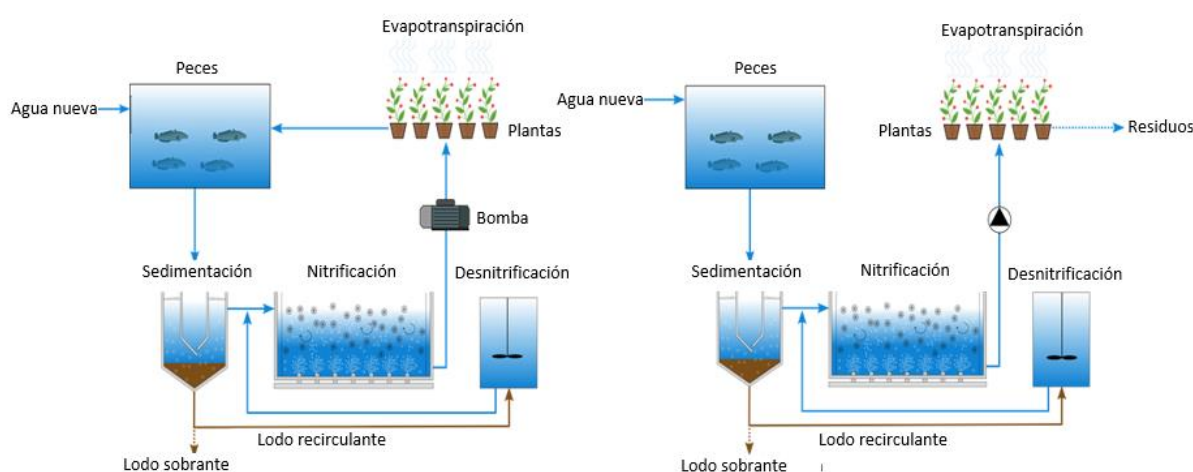 Evapotranspiración
Peces
Agua nueva
Plantas
Bomba
Sedimentación
Nitrificación
Desnitrificación
Lodo recirculante
Lodo sobrante
Evapotranspiración
Peces
Agua nueva
Plantas
Residuos
Sedimentación
Nitrificación
Desnitrificación
Lodo recirculante
Lodo sobrante